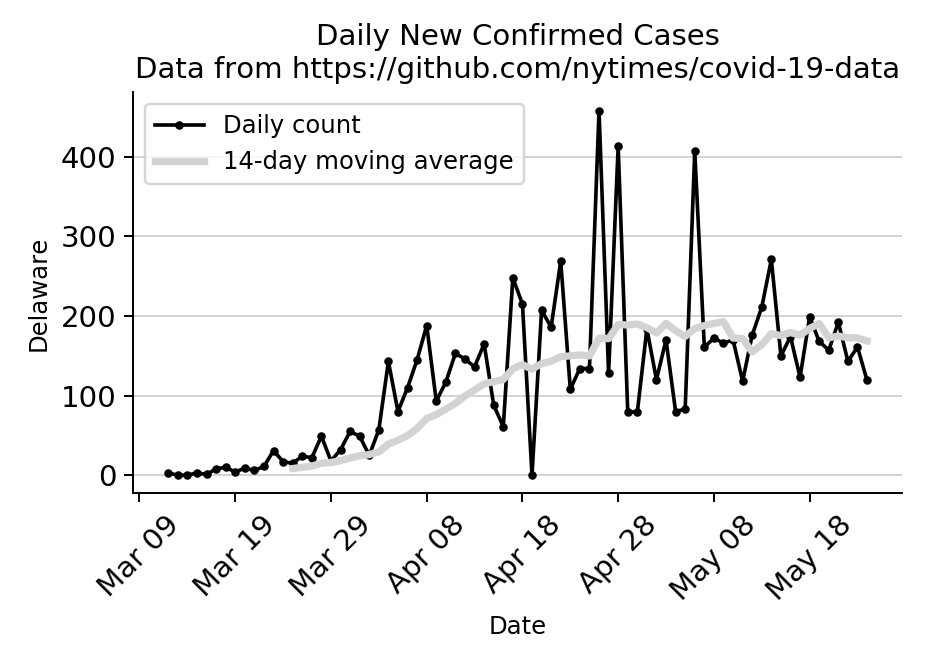 Daily New Confirmed Cases
Data from https://github.com/nytimes/covid-19-data
Daily count
14-day moving average
Delaware
400
300
200
100
0
Mar 09
Mar 19
Mar 29
Apr 08
Apr 18
Apr 28
May 08
May 18
Date